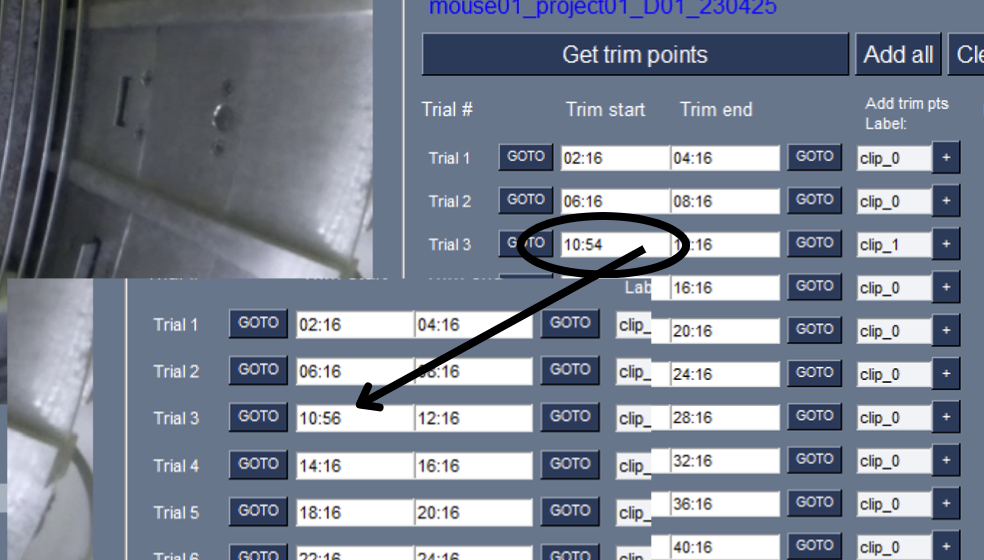 mouse01_project01_D01_230425
Get trim points Add all
Trial # Trim start Trim end Add trim pts
Label:
Trial 1 GOTO 02:16 04:16 GOTO clip_0 +
Trial 2 GOTO 06:16 08:16 GOTO clip_0 +
Trial 3 GOTO 10:54 :16 GOTO clip_1 +
16:16 GOTO clip_0 +
20:16 GOTO clip_0 +
24:16 GOTO clip_0 +
28:16 GOTO clip_0 +
32:16 GOTO clip_0 +
36:16 GOTO clip_0 +
40:16 GOTO clip_0 +
Lab
Trial 1 GOTO 02:16 04:16 GOTO clip_
Trial 2 GOTO 06:16 :16 GOTO clip_
Trial 3 GOTO 10:56 12:16 GOTO clip_
Trial 4 GOTO 14:16 16:16 GOTO clip_
Trial 5 GOTO 18:16 20:16 GOTO clip_
Trial 6 GOTO 22:16 24:16 GOTO clip